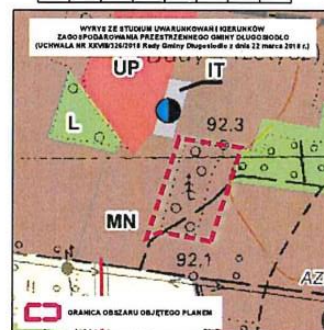 WYRYS ZE STUDIUM UWARUNKOWAŃ I KIERUNKÓW
ZAGOSPODAROWANIA PRZESTRZENNEGO GMINY DŁUGOSIODŁO
(UCHWAŁA NR XXVIII/326/2018 Rady Gminy Długosiodło z dnia 22 marca 2018 r.)
UP
IT
L
92.3
MN
92,1
AZ
GRANICA OBSZARU OBJĘTEGO PLANEM